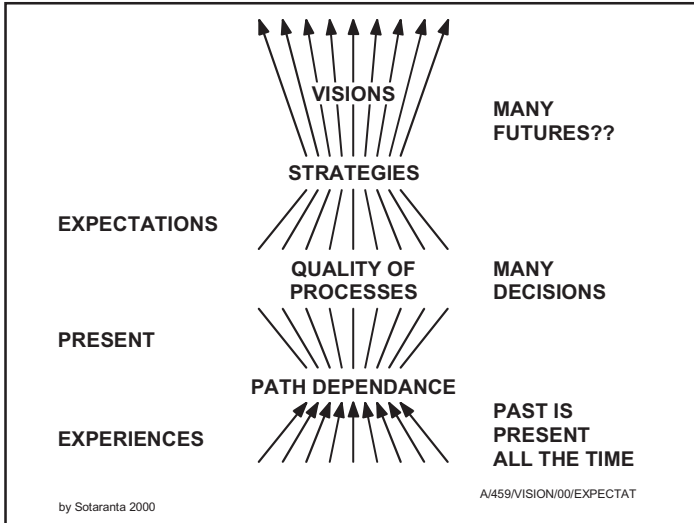 VISIONS
MANY
FUTURES??
STRATEGIES
EXPECTATIONS
QUALITY OF
PROCESSES
MANY
DECISIONS
PRESENT
PATH DEPENDANCE
EXPERIENCES
PAST IS
PRESENT
ALL THE TIME
A/459/VISION/00/EXPECTAT
by Sotaranta 2000